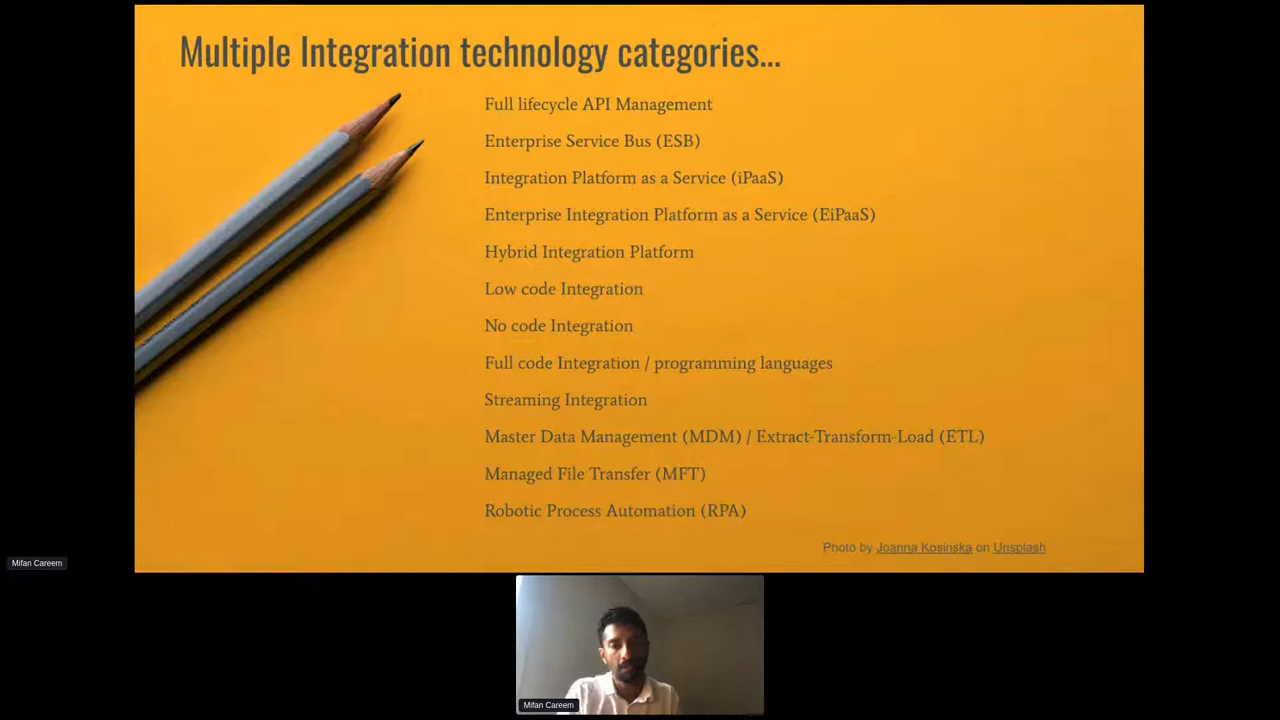 Multiple Integration technology categories...
Full lifecycle API Management
Enterprise Service Bus (ESB)
Integration Platform as a Service (iPaaS)
Enterprise Integration Platform as a Service (EiPaaS)
Hybrid Integration Platform
Low code Integration
No code Integration
Full code Integration / programming languages
Streaming Integration
Master Data Management (MDM) / Extract-Transform-Load (ETL)
Managed File Transfer (MFT)
Robotic Process Automation (RPA)
Photo by Joanna Kosinska on Unsplash
Mifan Careem
Mifan Careem